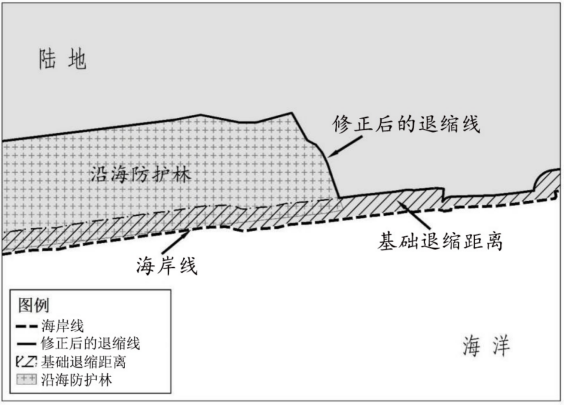 陆地
修正后的退缩线
沿海防护林
基础退缩距离
海岸线
图例
海岸线
修正后的退缩线
基础退缩距离
沿海防护林
海洋